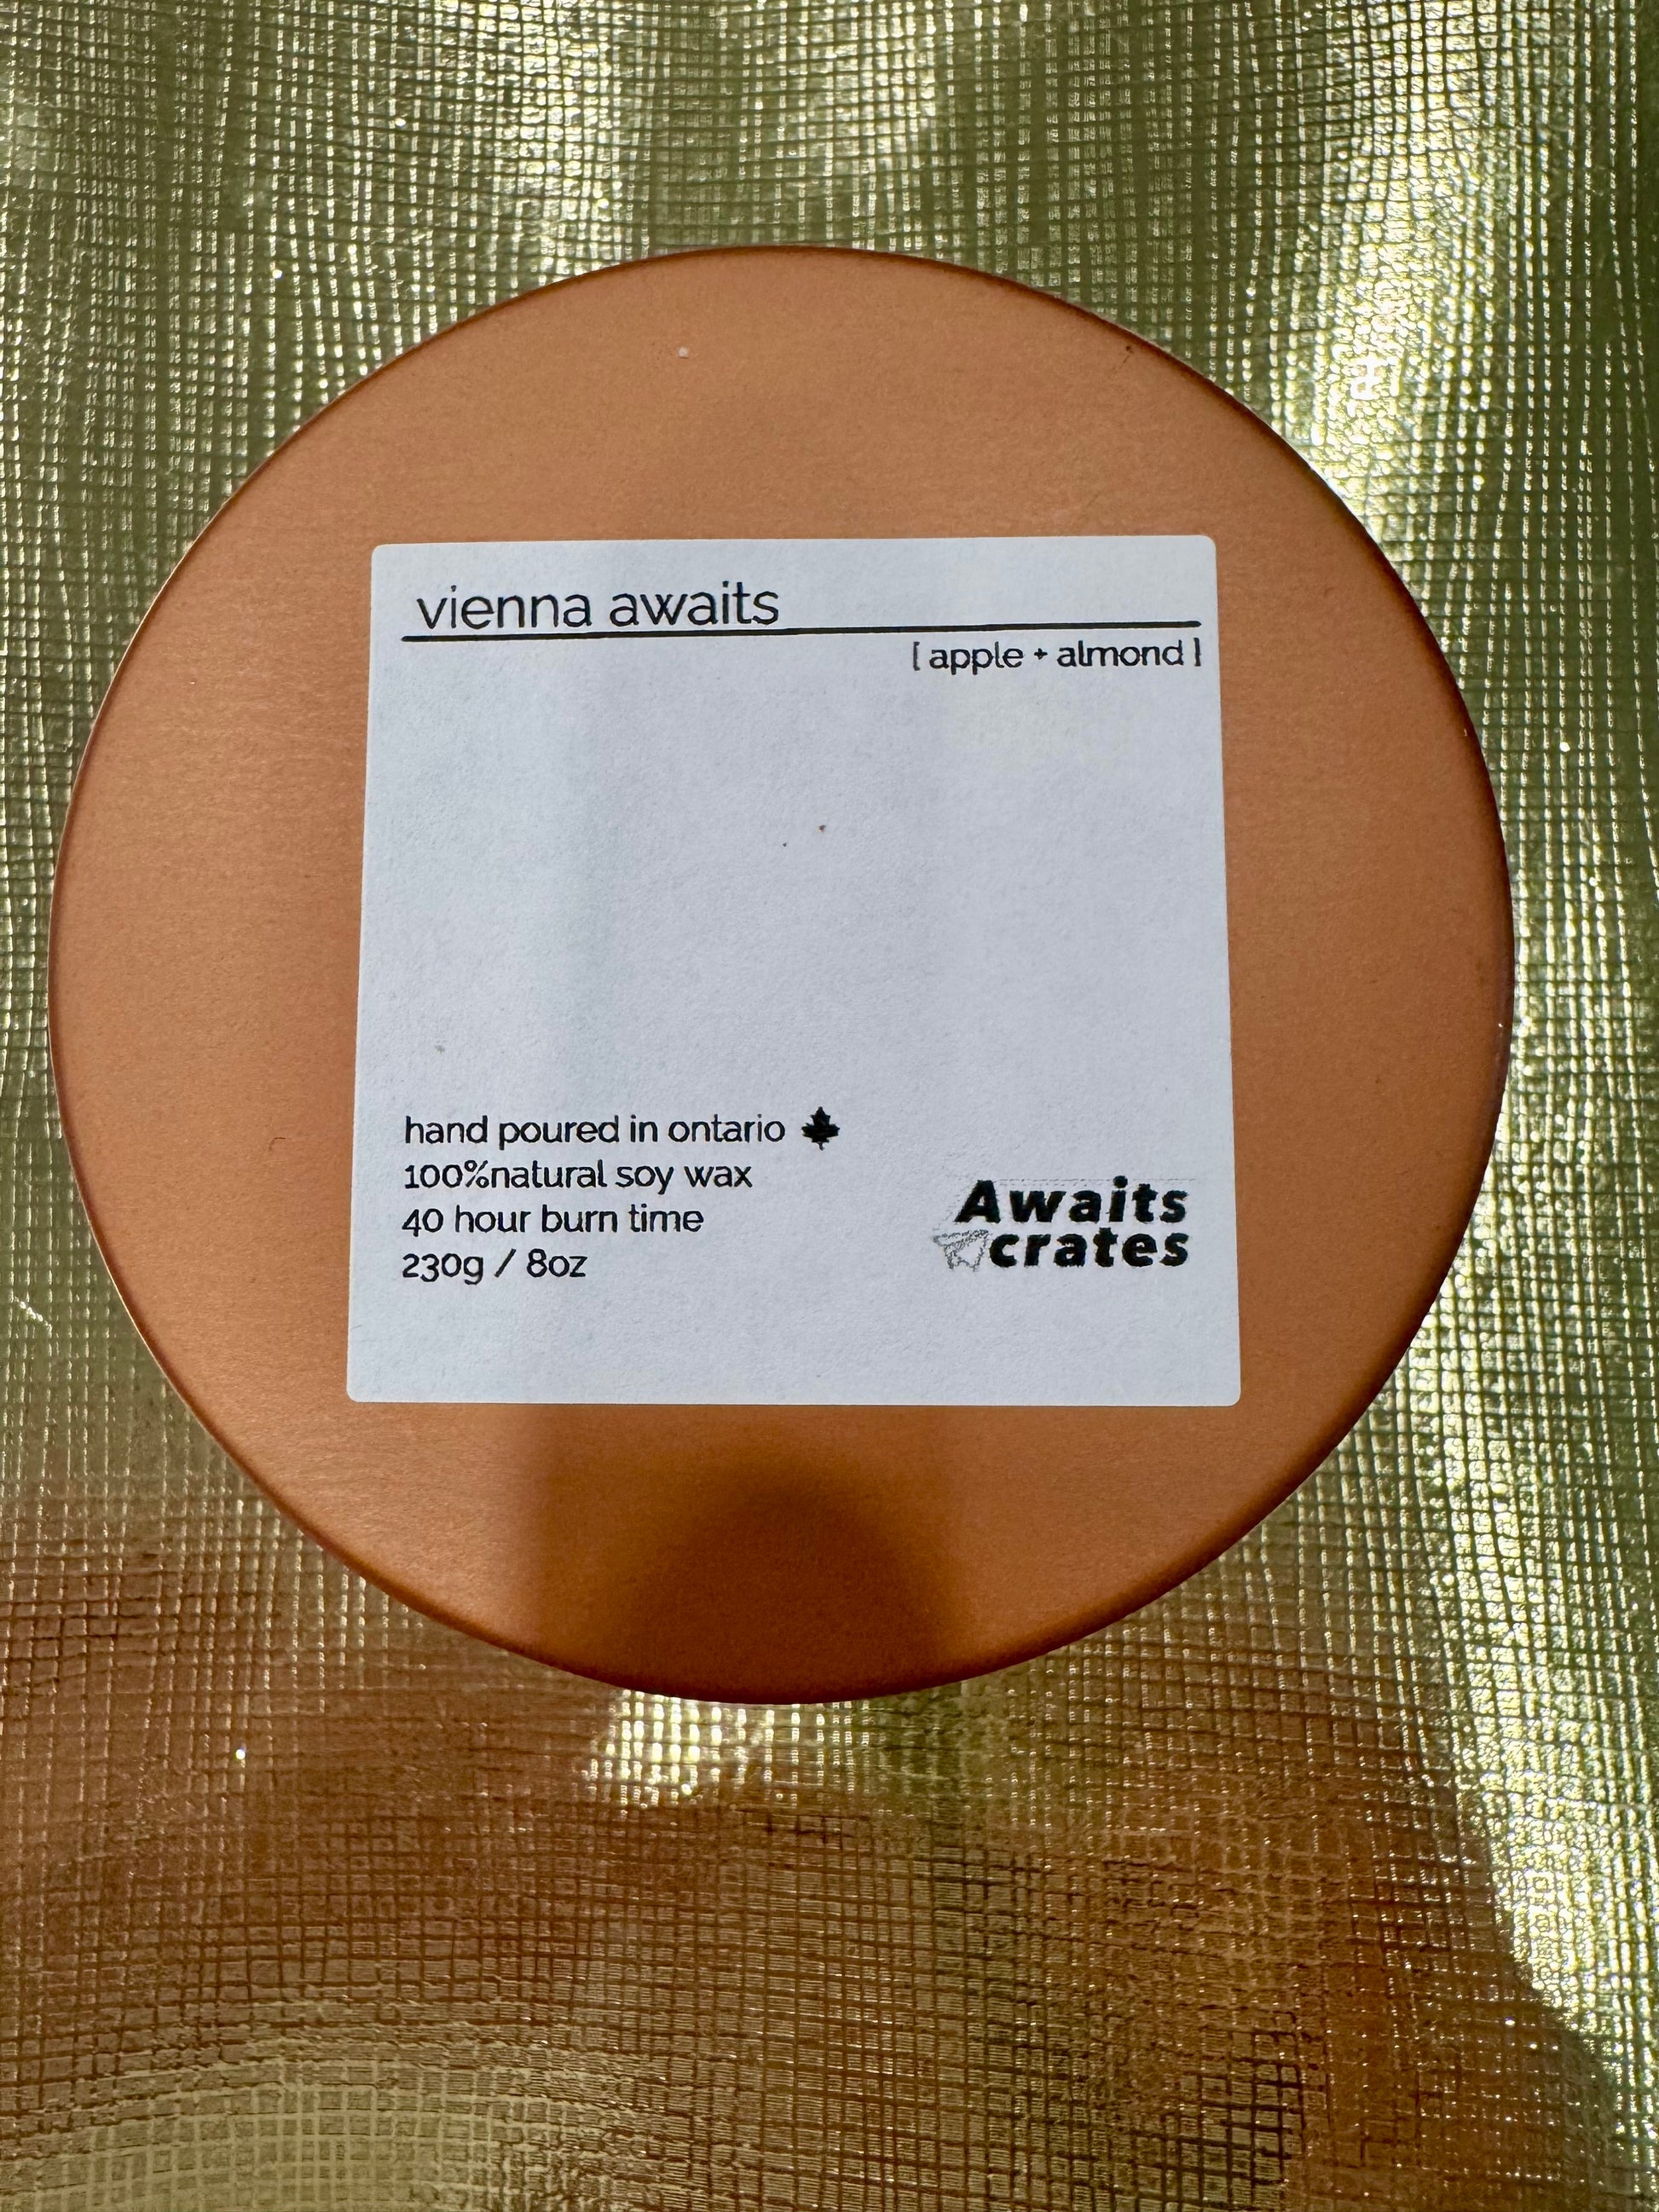 vienna awaits
[ apple + almond ]
hand poured in ontario
100%natural soy wax
40 hour burn time
230g / 8oz
Awaits
crates